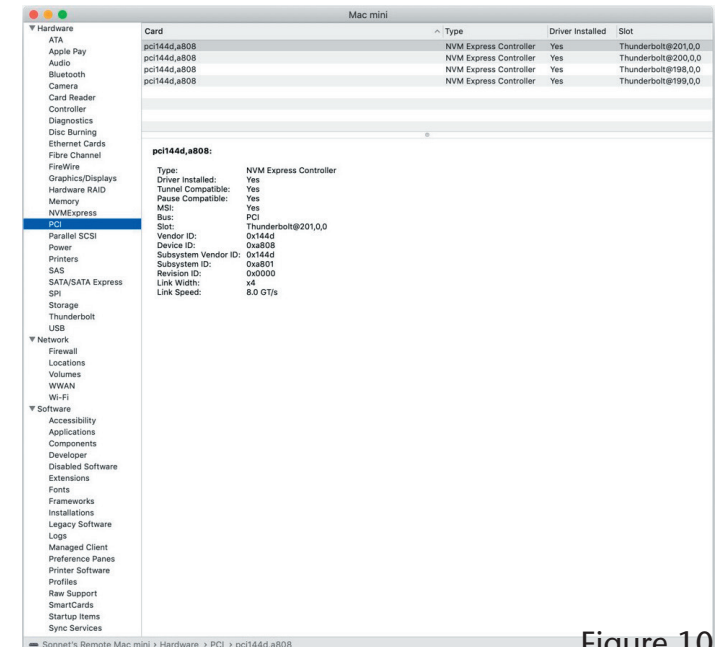 Mac mini
▼ Hardware
ATA
Apple Pay
Audio
Bluetooth
Camera
Card Reader
Controller
Diagnostics
Disc Burning
Ethernet Cards
Fibre Channel
FireWire
Graphics/Displays
Hardware RAID
Memory
NVMExpress
PCI
Parallel SCSI
Power
Printers
SAS
SATA/SATA Express
SPI
Storage
Thunderbolt
USB
▼ Network
Firewall
Locations
Volumes
WWAN
Wi-Fi
▼ Software
Accessibility
Applications
Components
Developer
Disabled Software
Extensions
Fonts
Frameworks
Installations
Legacy Software
Logs
Managed Client
Preference Panes
Printer Software
Profiles
Raw Support
SmartCards
Startup Items
Sync Services
Card Type Driver Installed Slot
pci144d,a808 NVM Express Controller Yes Thunderbolt@201,0,0
pci144d,a808 NVM Express Controller Yes Thunderbolt@200,0,0
pci144d,a808 NVM Express Controller Yes Thunderbolt@198,0,0
pci144d,a808 NVM Express Controller Yes Thunderbolt@199,0,0
pci144d,a808:
Type: NVM Express Controller
Driver Installed: Yes
Tunnel Compatible: Yes
Pause Compatible: Yes
MSI: Yes
Bus: PCI
Slot: Thunderbolt@201,0,0
Vendor ID: 0x144d
Device ID: 0xa808
Subsystem Vendor ID: 0x144d
Subsystem ID: 0xa801
Revision ID: 0x0000
Link Width: x4
Link Speed: 8.0 GT/s
Sonnet's Remote Mac mini › Hardware › PCI › pci144d,a808
Figure 10